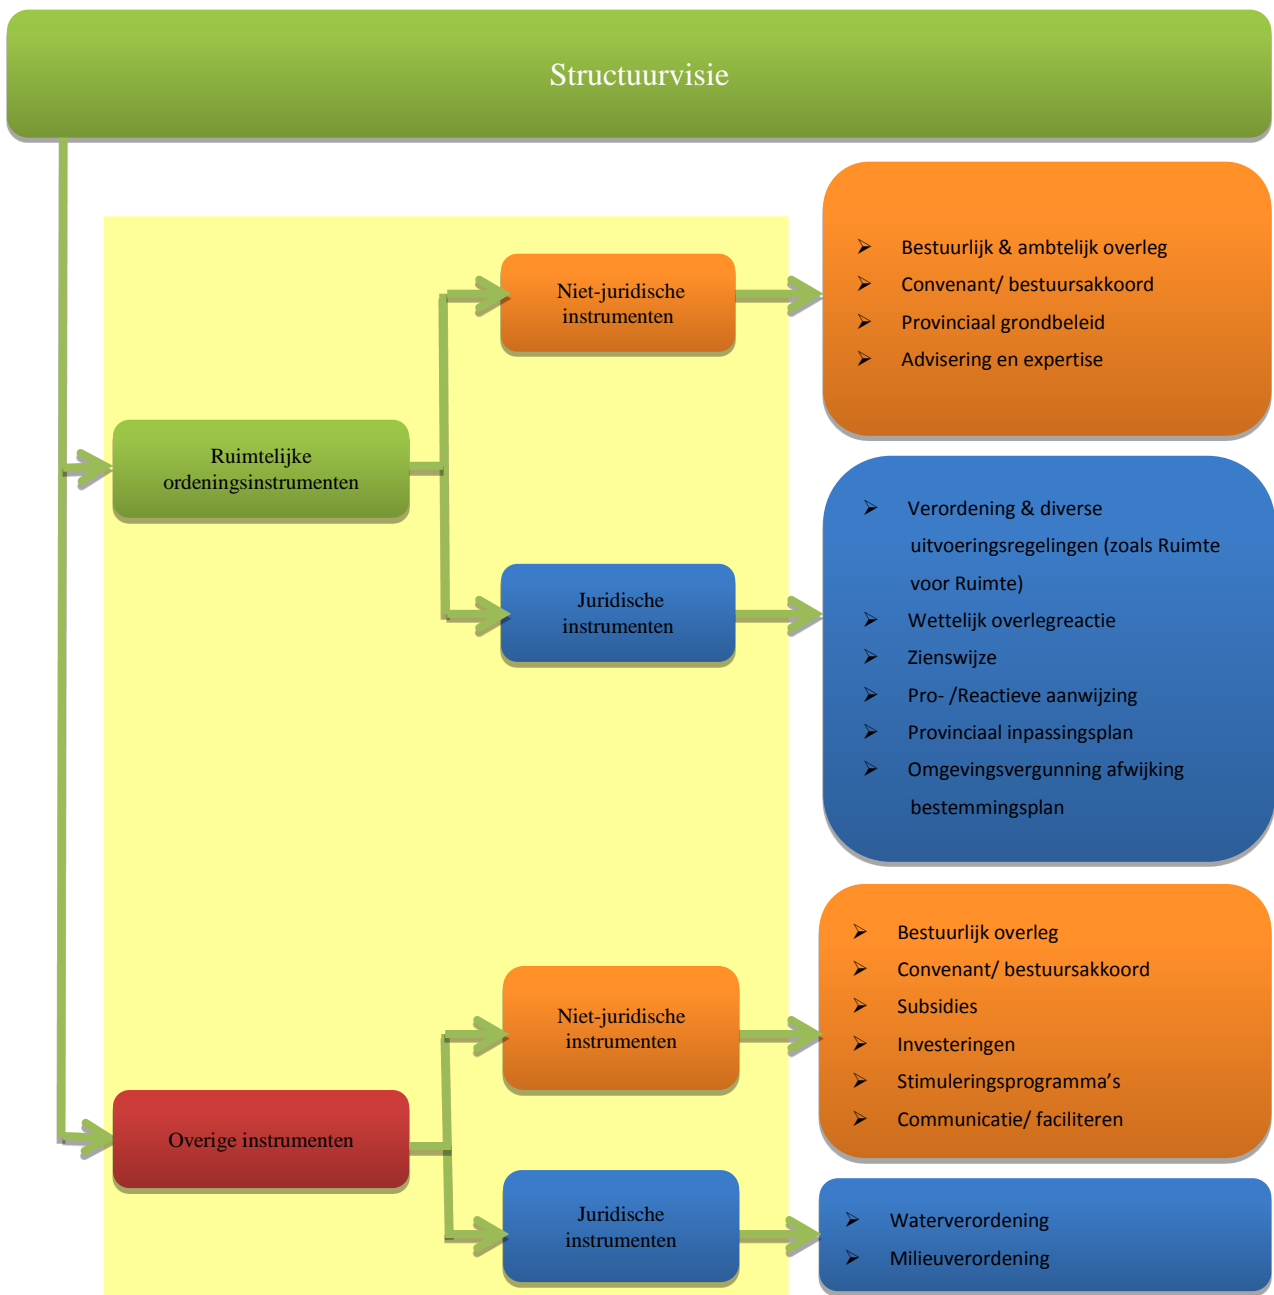 Structuurvisie
Niet-juridische
instrumenten
➢ Bestuurlijk & ambtelijk overleg
➢ Convenant/ bestuursakkoord
➢ Provinciaal grondbeleid
➢ Advisering en expertise
Ruimtelijke
ordeningsinstrumenten
Juridische
instrumenten
➢ Verordening & diverse
uitvoeringsregelingen (zoals Ruimte
voor Ruimte)
➢ Wettelijk overlegreactie
➢ Zienswijze
➢ Pro- /Reactieve aanwijzing
➢ Provinciaal inpassingsplan
➢ Omgevingsvergunning afwijking
bestemmingsplan
Niet-juridische
instrumenten
➢ Bestuurlijk overleg
➢ Convenant/ bestuursakkoord
➢ Subsidies
➢ Investeringen
➢ Stimuleringsprogramma’s
➢ Communicatie/ faciliteren
Overige instrumenten
Juridische
instrumenten
➢ Waterverordening
➢ Milieuverordening